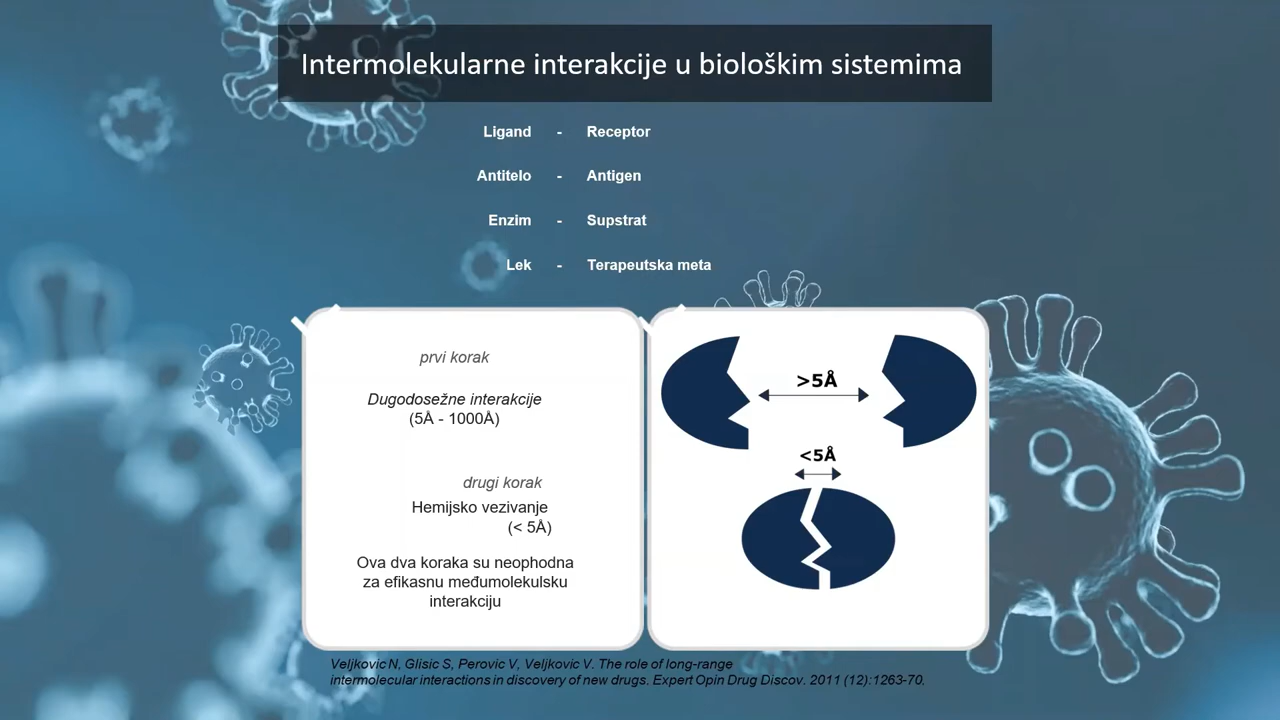 Intermolekularne interakcije u biološkim sistemima
Ligand - Receptor
Antitelo - Antigen
Enzim - Supstrat
Lek - Terapeutska meta
prvi korak
Dugodosežne interakcije
(5Å - 1000Å)
drugi korak
Hemijsko vezivanje
(< 5Å)
Ova dva koraka su neophodna
za efikasnu međumolekulsku
interakciju
>5Å
<5Å
Veljkovic N, Glisic S, Perovic V, Veljkovic V. The role of long-range
intermolecular interactions in discovery of new drugs. Expert Opin Drug Discov. 2011 (12):1263-70.